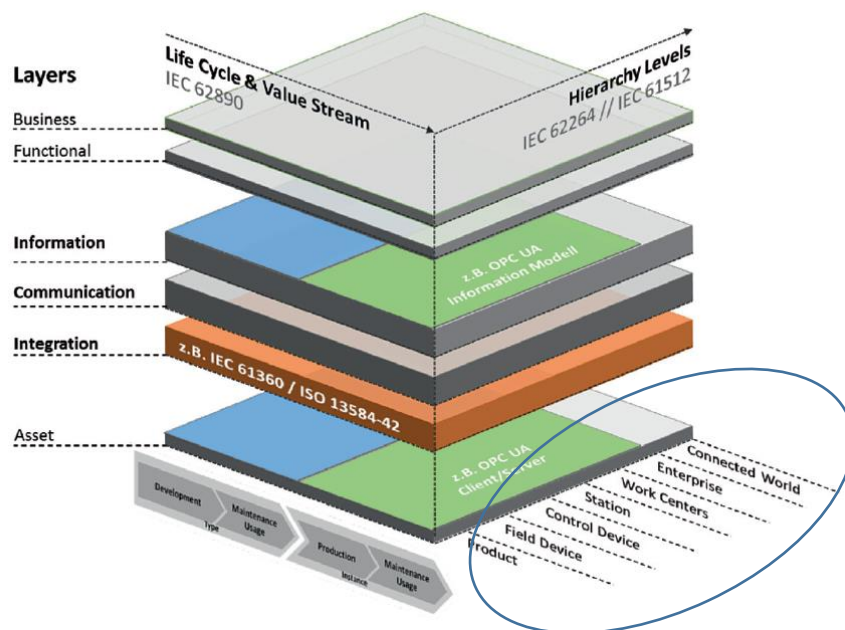 Layers
Life Cycle & Value Stream
IEC 62890
Hierarchy Levels
IEC 62264 // IEC 61512
Business
Functional
Information
z.B. OPC UA
Information Modell
Communication
Integration
z.B. IEC 61360 / ISO 13584-42
Asset
z.B. OPC UA
Client/Server
Connected World
Enterprise
Work Centers
Station
Control Device
Field Device
Product
Development
Maintenance
Usage
Type
Production
Maintenance
Usage
Instance